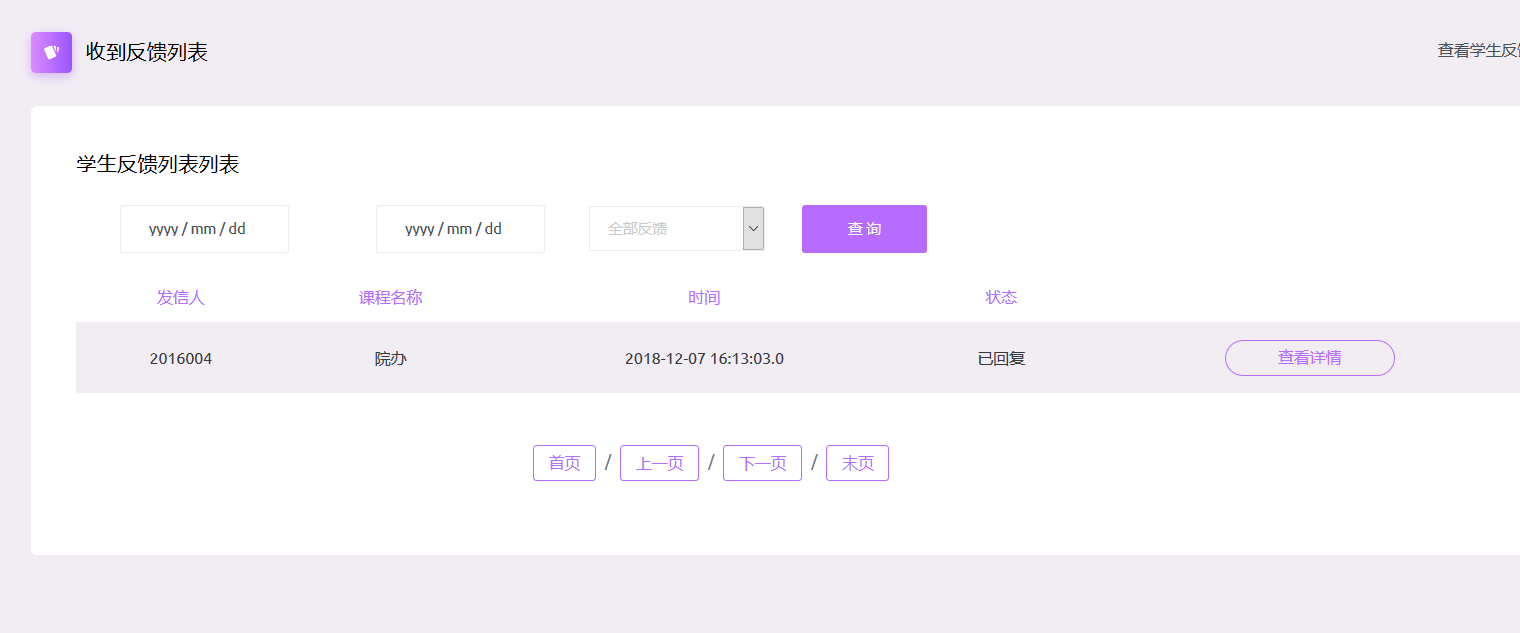 收到反馈列表
查看学生反
学生反馈列表列表
yyyy / mm / dd yyyy / mm / dd 全部反馈 查 询
发信人 课程名称 时间 状态
2016004 院办 2018-12-07 16:13:03.0 已回复 查看详情
首页 / 上一页 / 下一页 / 末页